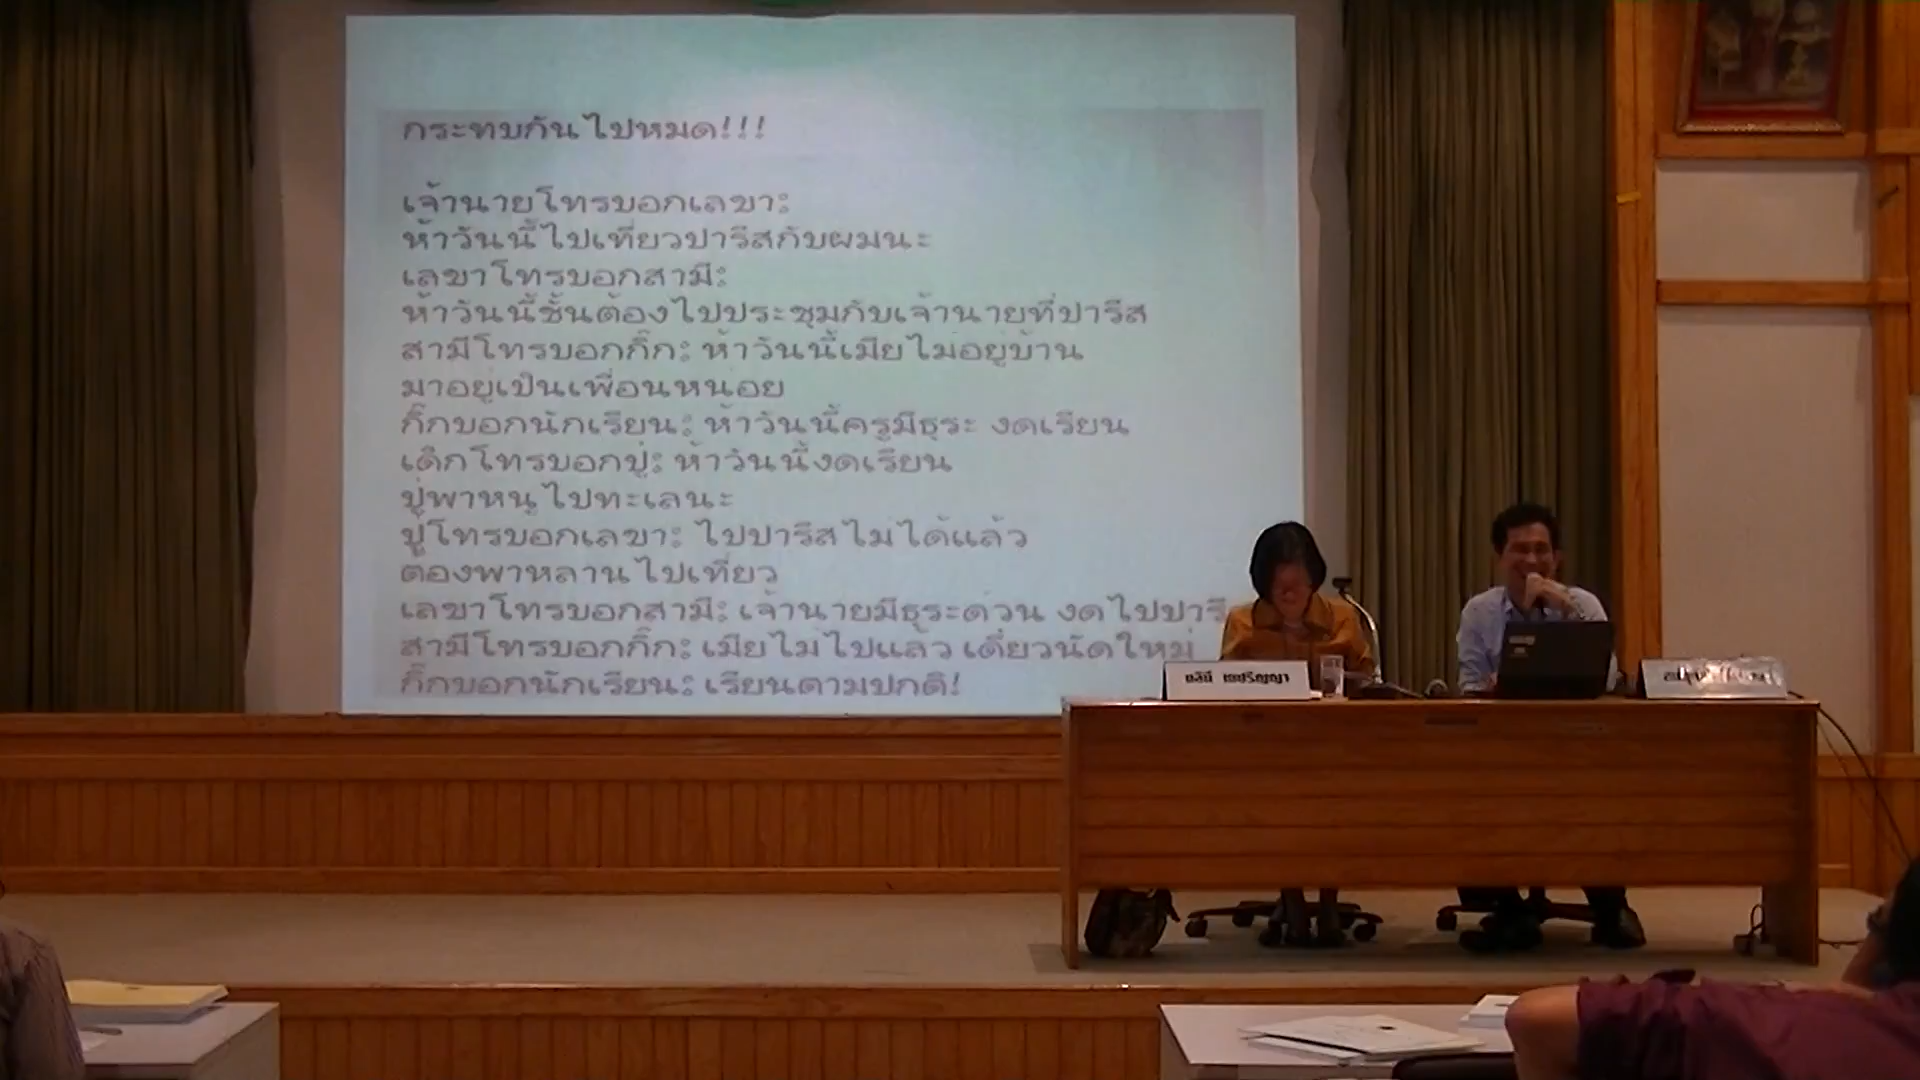 กระทบกันไปหมด!!!
เจ้านายโทรบอกเลขา:
ห้าวันนี้ไปเที่ยวปารีสกับผมนะ
เลขาโทรบอกสามี:
ห้าวันนี้ชั้นต้องไปประชุมกับเจ้านายที่ปารีส
สามีโทรบอกกิ๊ก: ห้าวันนี้เมียไม่อยู่บ้าน
มาอยู่เป็นเพื่อนหน่อย
กิ๊กบอกนักเรียน: ห้าวันนี้ครูมีธุระ งดเรียน
เด็กโทรบอกปู่: ห้าวันนี้งดเรียน
ปู่พาหนูไปทะเลนะ
ปู่โทรบอกเลขา: ไปปารีสไม่ได้แล้ว
ต้องพาหลานไปเที่ยว
เลขาโทรบอกสามี: เจ้านายมีธุระด่วน งดไปปารี
สามีโทรบอกกิ๊ก: เมียไม่ไปแล้ว เดี๋ยวนัดใหม่
กิ๊กบอกนักเรียน: เรียนตามปกติ!